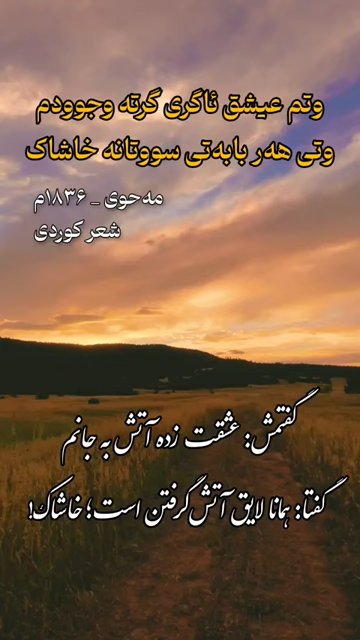 وتم عیشق ئاگری گرتە وجوودم
وتی هەر بابەتی سووتانە خاشاک
مەحوی _ ۱۸۳۶م
شعر کوردی
گفتمش: عشقت زده آتش به جانم
گفتا: همانا لایق آتش گرفتن است؛ خاشاک!